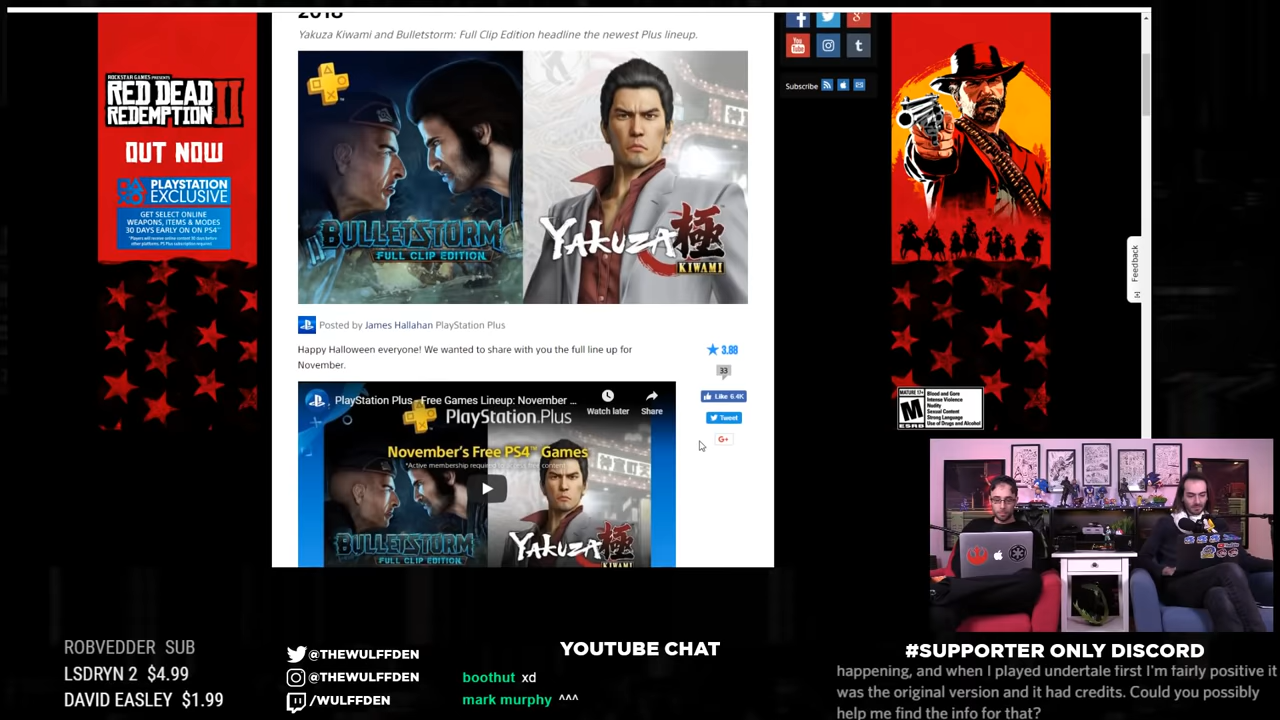 2018
Yakuza Kiwami and Bulletstorm: Full Clip Edition headline the newest Plus lineup.
ROCKSTAR GAMES PRESENTS
RED DEAD
REDEMPTION II
OUT NOW
PLAYSTATION
EXCLUSIVE
GET SELECT ONLINE
WEAPONS, ITEMS & MODES
30 DAYS EARLY ON PS4
BULLETSTORM
FULL CLIP EDITION
YAKUZA 極
KIWAMI
You
Tube
t
Subscribe
Feedback
[+]
Posted by James Hallahan PlayStation Plus
Happy Halloween everyone! We wanted to share with you the full line up for
November.
3.88
33
Like 6.4K
Tweet
G+
PlayStation Plus - Free Games Lineup: November ...
Watch later
Share
PlayStation.Plus
November's Free PS4™ Games
BULLETSTORM
FULL CLIP EDITION
YAKUZA 極
KIWAMI
MATURE 17+
M
ESRB
Blood and Gore
Intense Violence
Nudity
Sexual Content
Strong Language
Use of Drugs and Alcohol
ROBVEDDER SUB
LSDRYN 2 $4.99
DAVID EASLEY $1.99
@THEWULFFDEN
@THEWULFFDEN
/WULFFDEN
YOUTUBE CHAT
boothut xd
mark murphy ^^^
#SUPPORTER ONLY DISCORD
happening, and when I played undertale first I'm fairly positive it
was the original version and it had credits. Could you possibly
help me find the info for that?